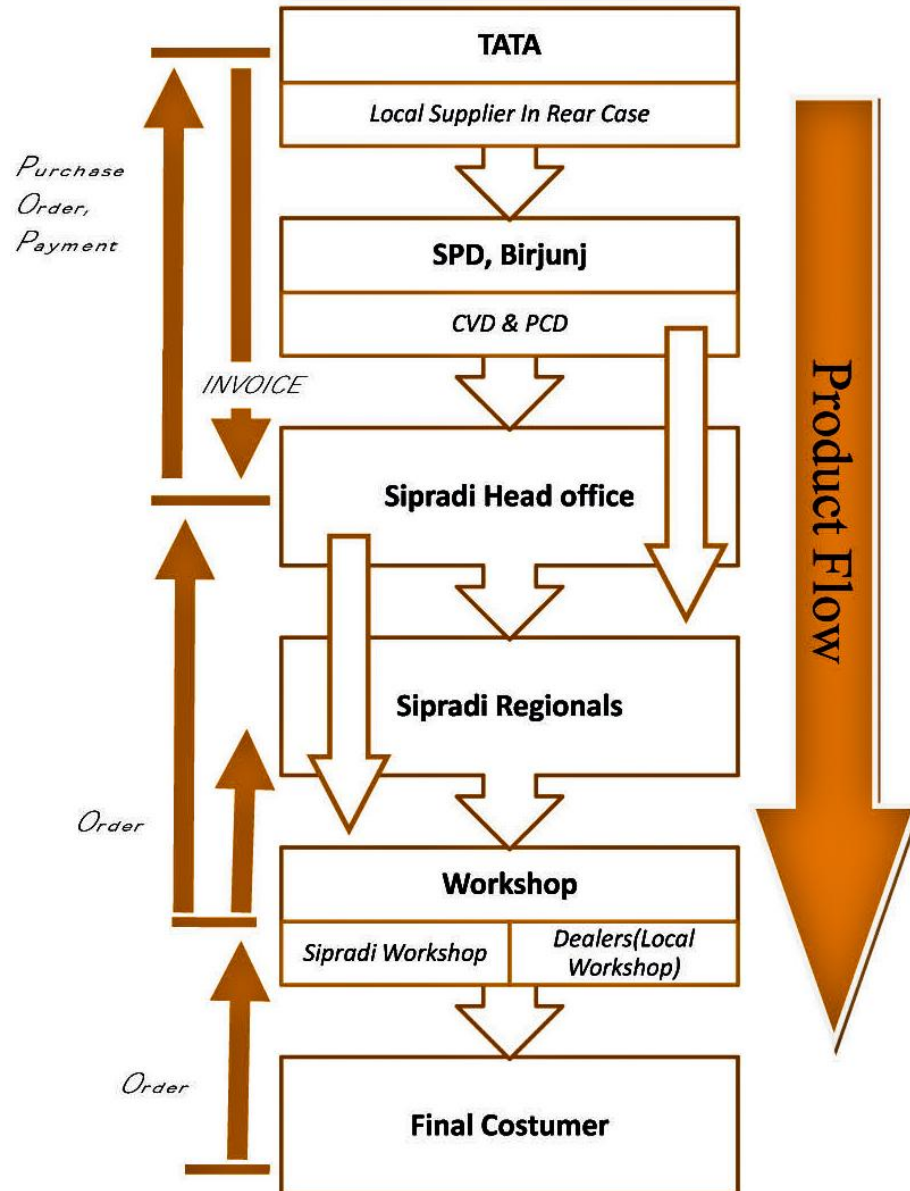 TATA
Local Supplier In Rear Case
Purchase
Order,
Payment
SPD, Birjunj
CVD & PCD
INVOICE
Sipradi Head office
Product Flow
Sipradi Regionals
Order
Workshop
Sipradi Workshop
Dealers(Local
Workshop)
Order
Final Costumer